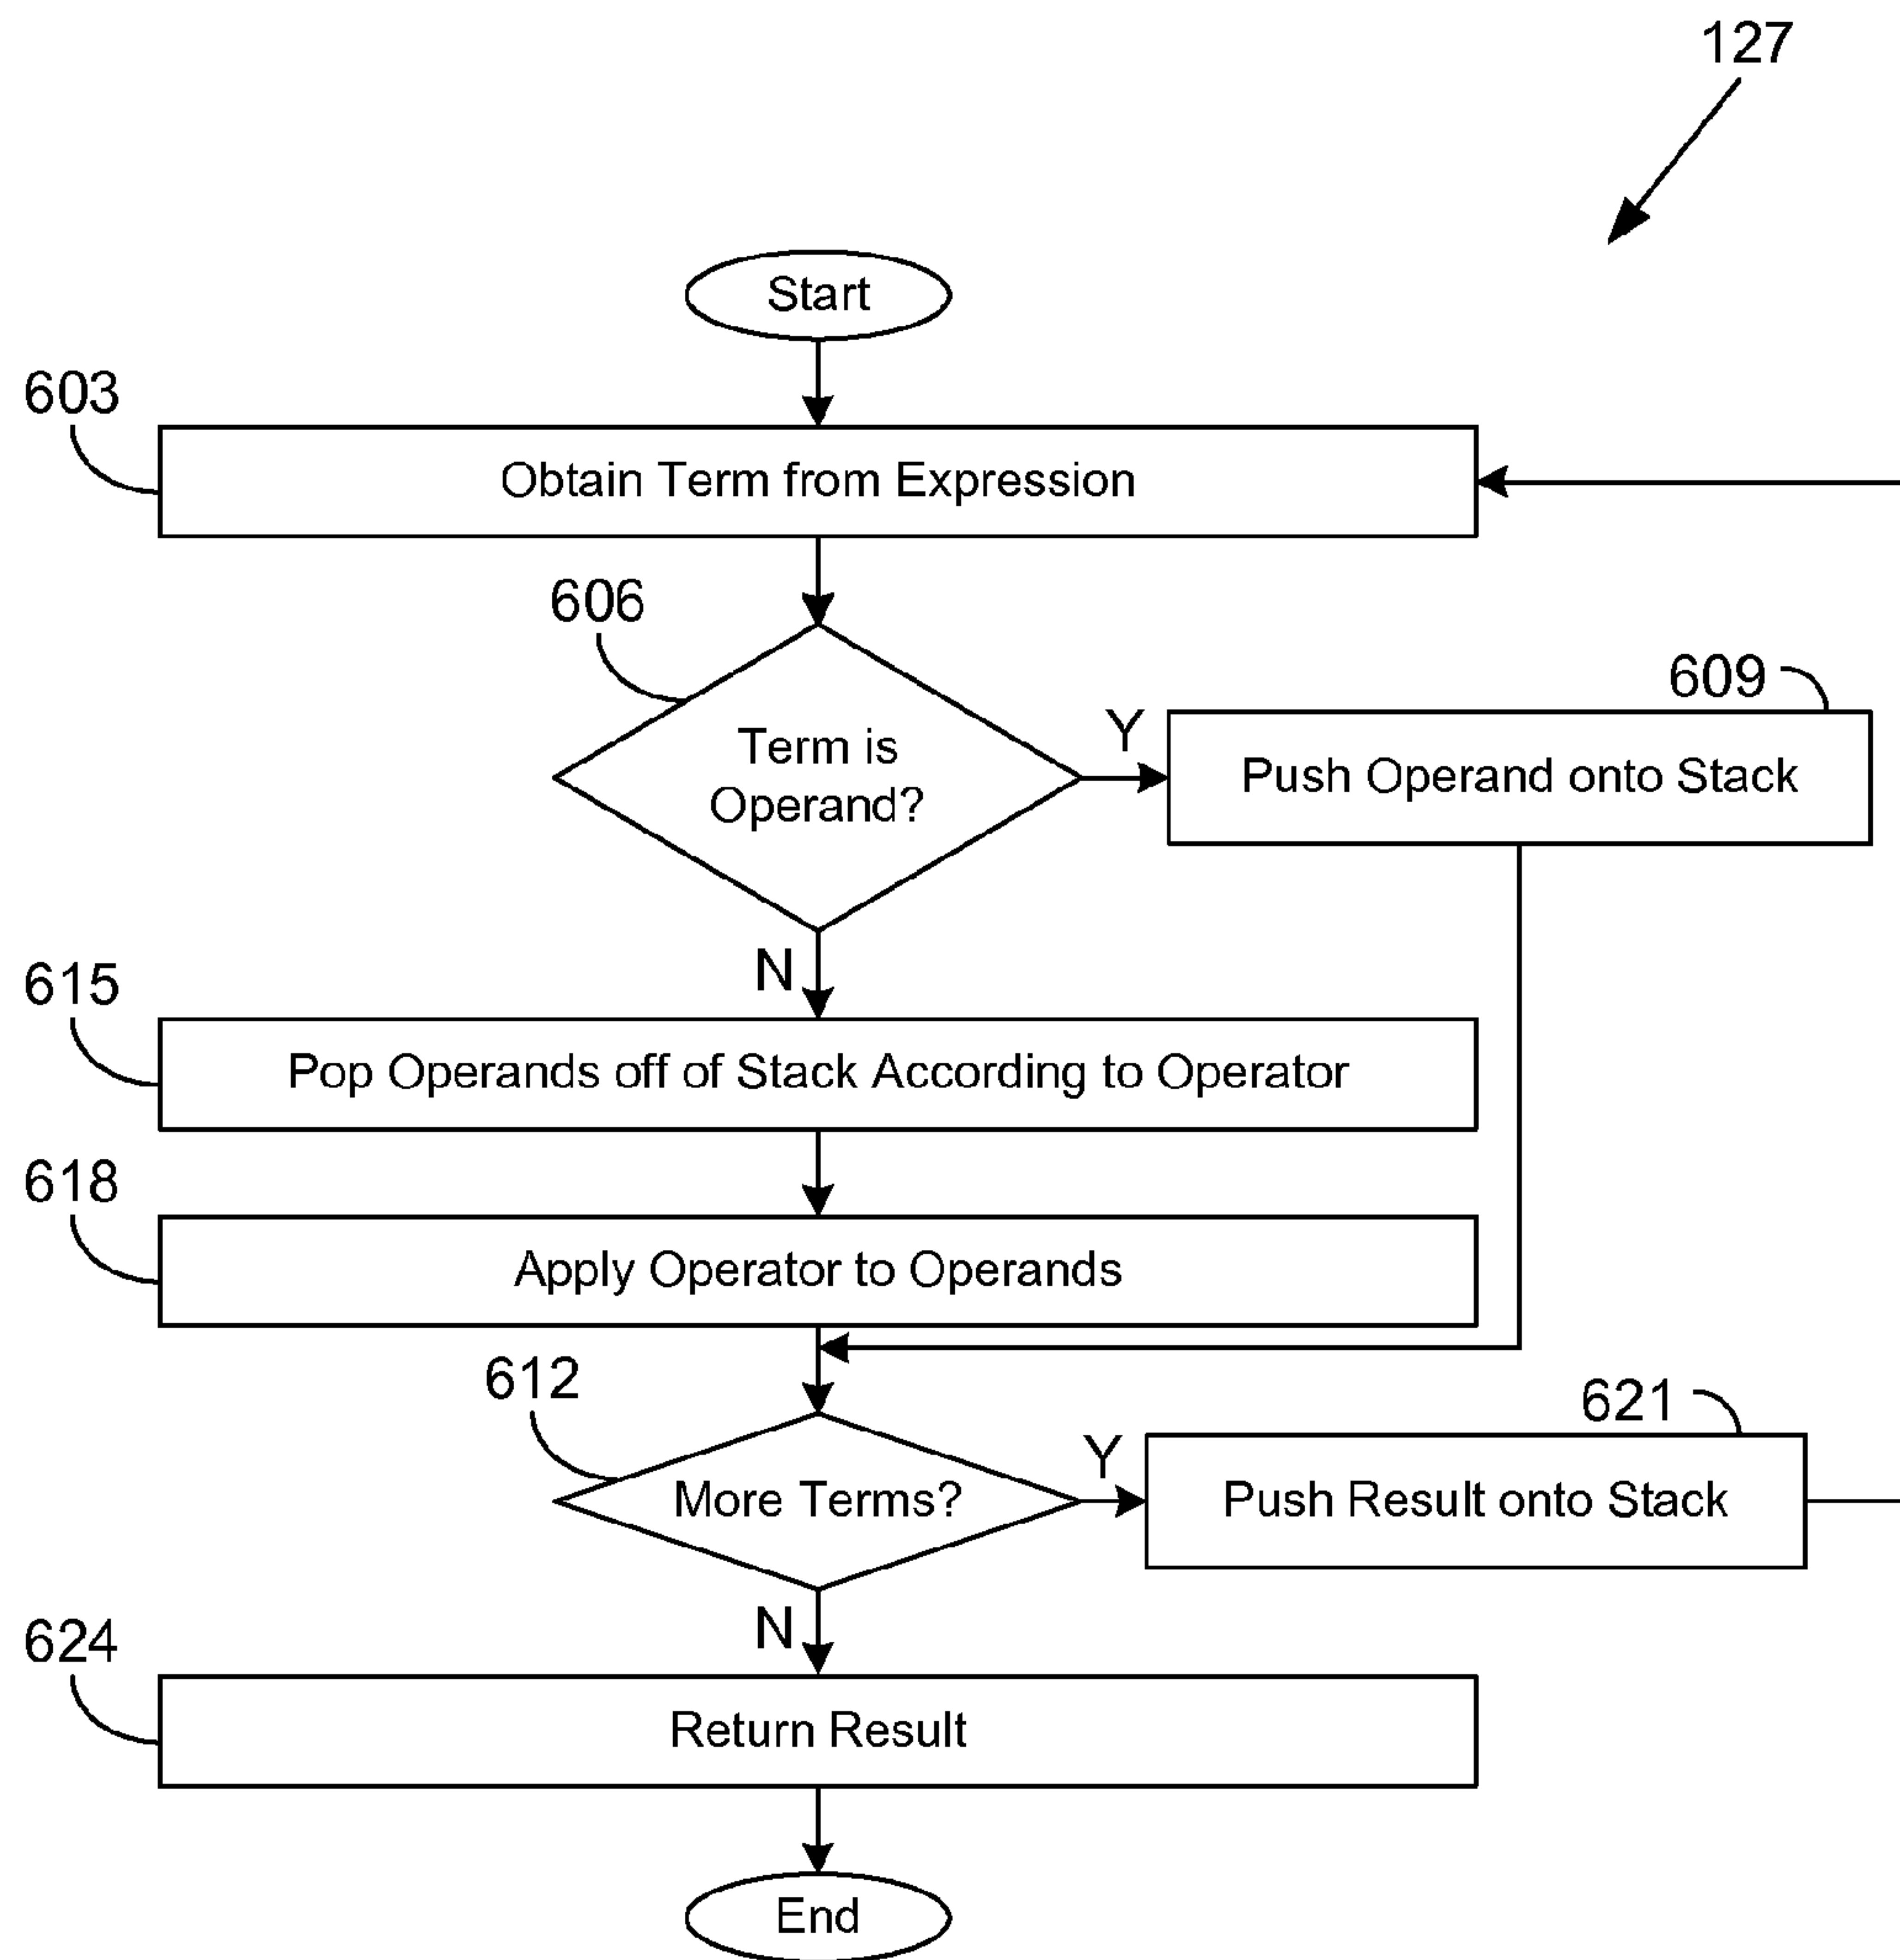 127
Start
603
Obtain Term from Expression
606
Term is
Operand?
Y
609
Push Operand onto Stack
N
615
Pop Operands off of Stack According to Operator
618
Apply Operator to Operands
612
More Terms?
Y
621
Push Result onto Stack
N
624
Return Result
End